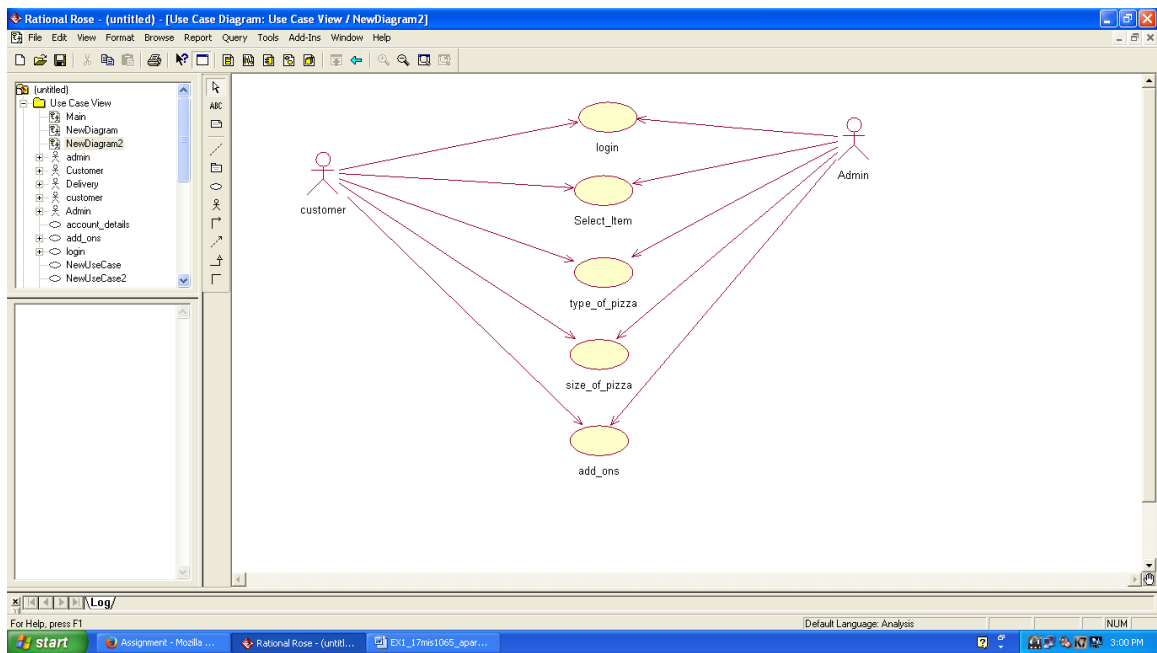 Rational Rose - (untitled) - [Use Case Diagram: Use Case View / NewDiagram2]
File Edit View Format Browse Report Query Tools Add-Ins Window Help
(untitled)
Use Case View
Main
NewDiagram
NewDiagram2
admin
Customer
Delivery
customer
Admin
account_details
add_ons
login
NewUseCase
NewUseCase2
ABC
login
Admin
customer
Select_Item
type_of_pizza
size_of_pizza
add_ons
Log
For Help, press F1
Default Language: Analysis
NUM
start
Assignment - Mozilla ...
Rational Rose - (untitl...
EX1_17mis1065_apar...
3:00 PM